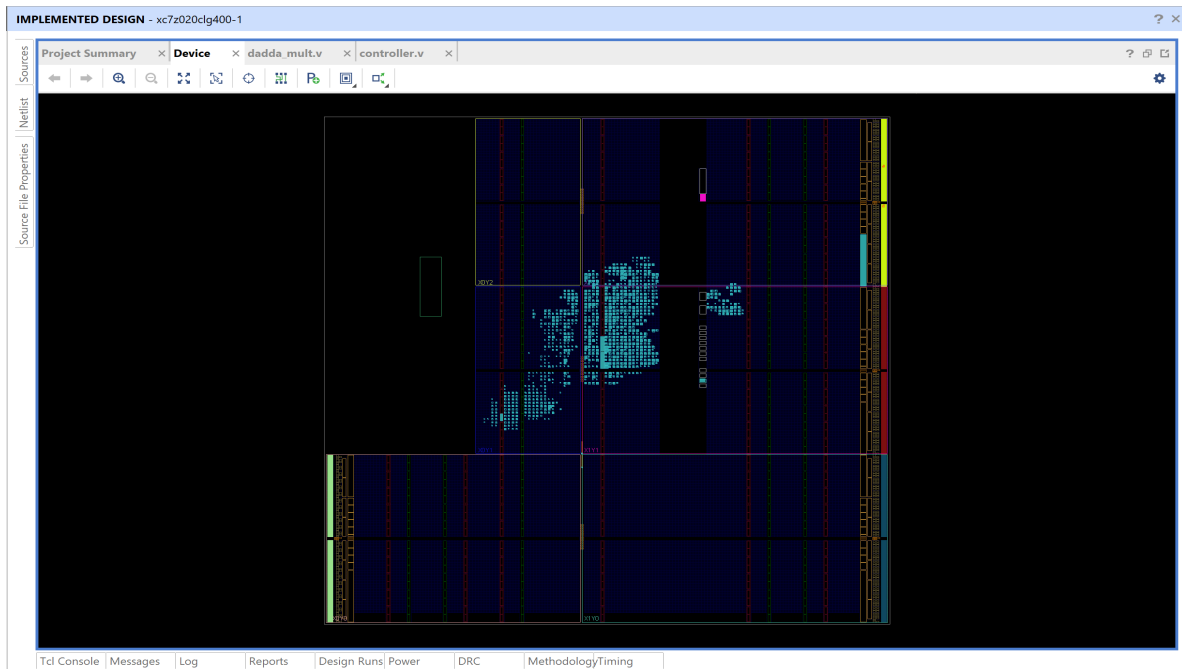 IMPLEMENTED DESIGN - xc7z020clg400-1
? ×
Sources
Netlist
Source File Properties
Project Summary × Device × dadda_mult.v × controller.v ×
?
X0Y2
X1Y1
X1Y0
Tcl Console Messages Log Reports Design Runs Power DRC Methodology Timing